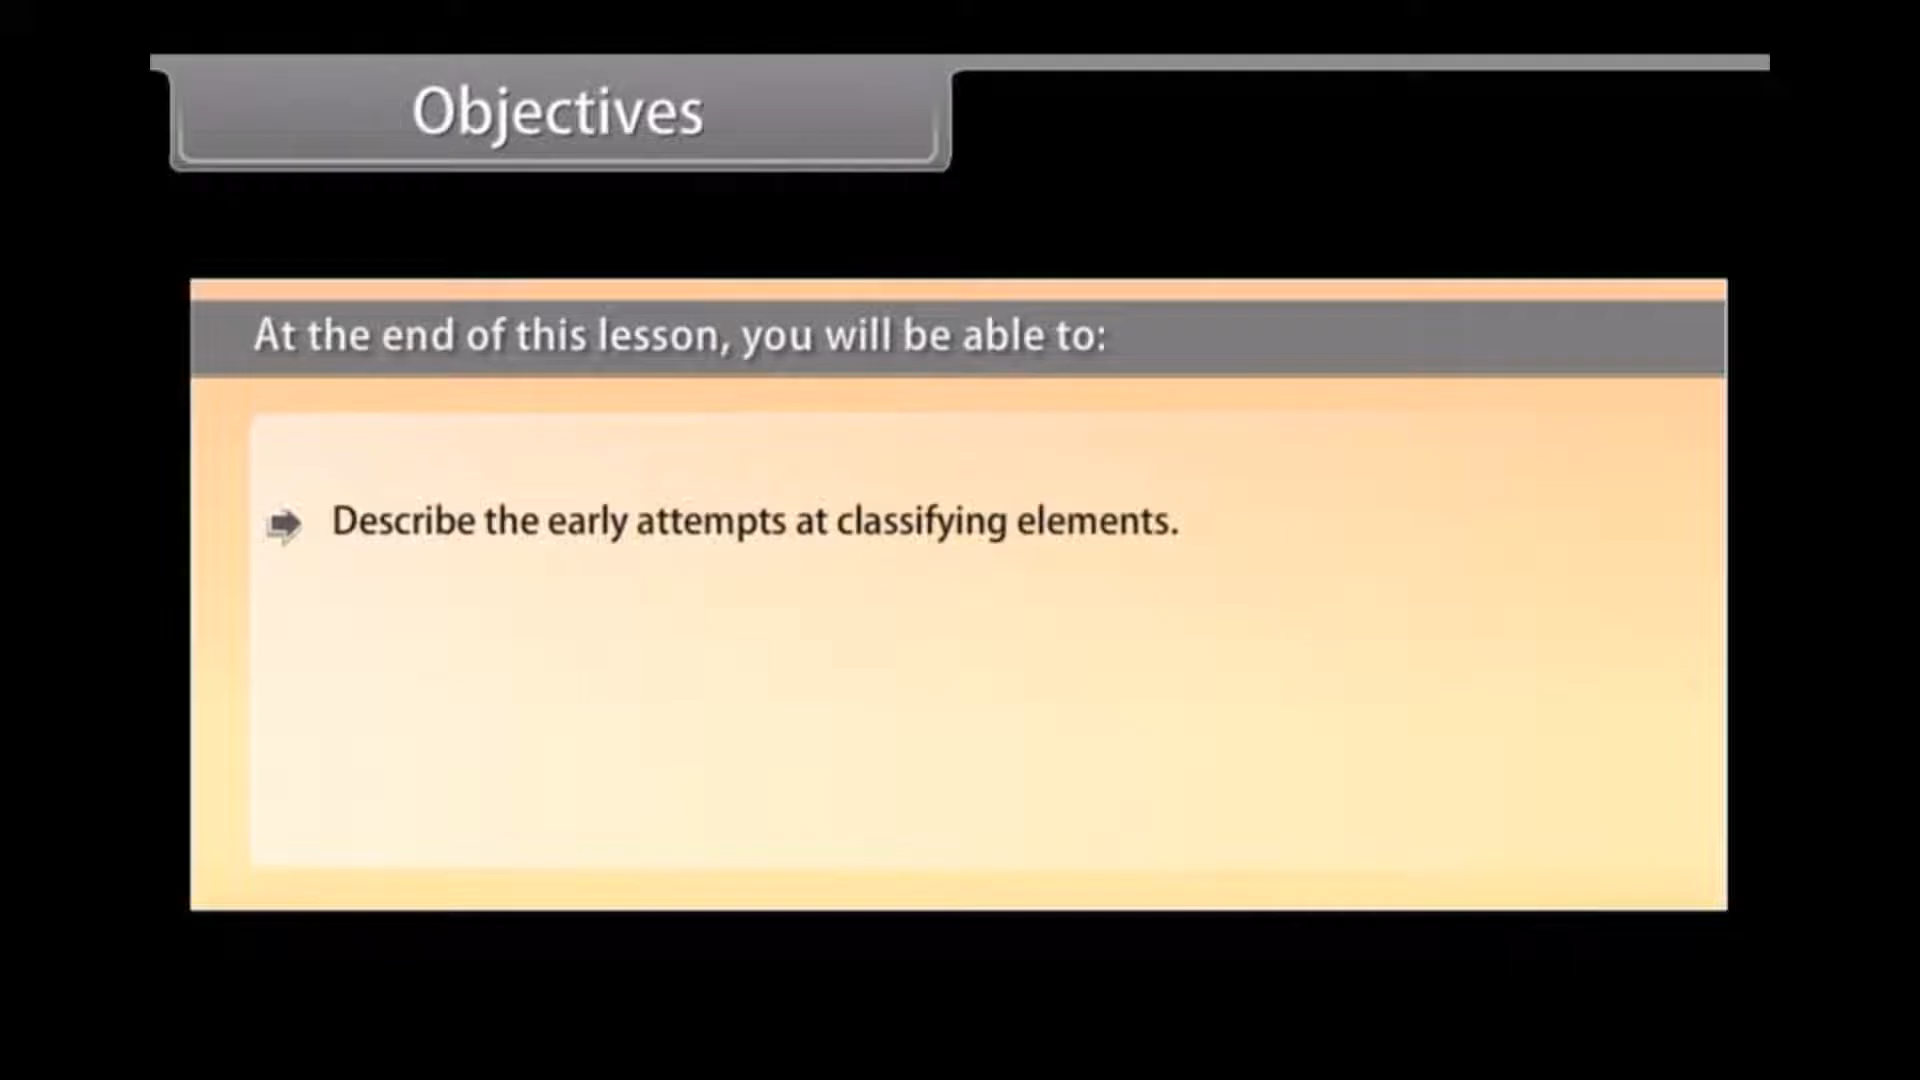 Objectives
At the end of this lesson, you will be able to:
Describe the early attempts at classifying elements.